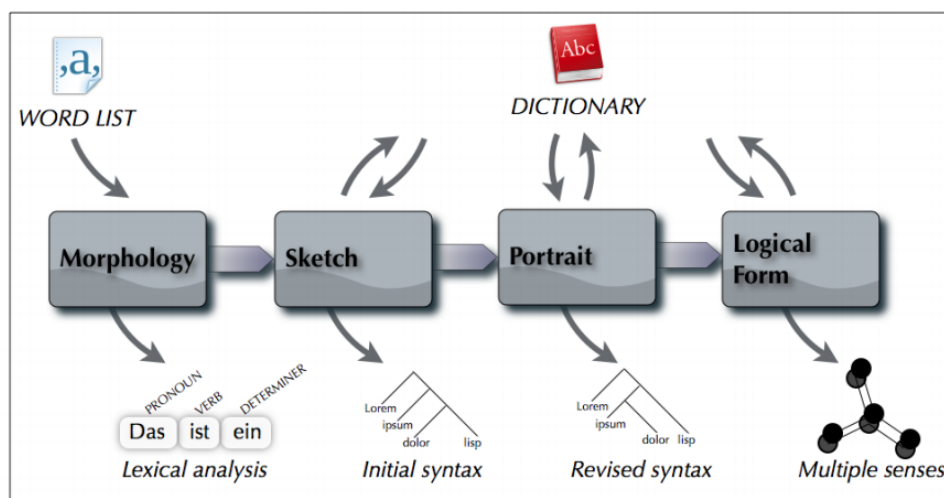 ,a,
WORD LIST
Abc
DICTIONARY
Morphology
Sketch
Portrait
Logical
Form
PRONOUN
VERB
DETERMINER
Das
ist
ein
Lexical analysis
Lorem
ipsum
dolor
lisp
Initial syntax
Lorem
ipsum
dolor
lisp
Revised syntax
Multiple senses